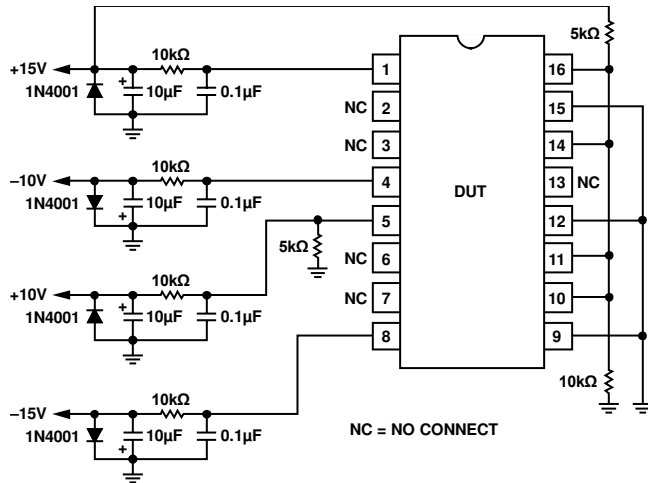 5kΩ
+15V
10kΩ
1N4001
+
10µF
0.1µF
1
16
NC
2
15
NC
3
14
10kΩ
–10V
4
13
NC
1N4001
10µF
0.1µF
+
DUT
5
12
5kΩ
10kΩ
NC
6
11
+10V
NC
7
10
1N4001
+
10µF
0.1µF
8
9
10kΩ
10kΩ
–15V
1N4001
10µF
0.1µF
+
NC = NO CONNECT